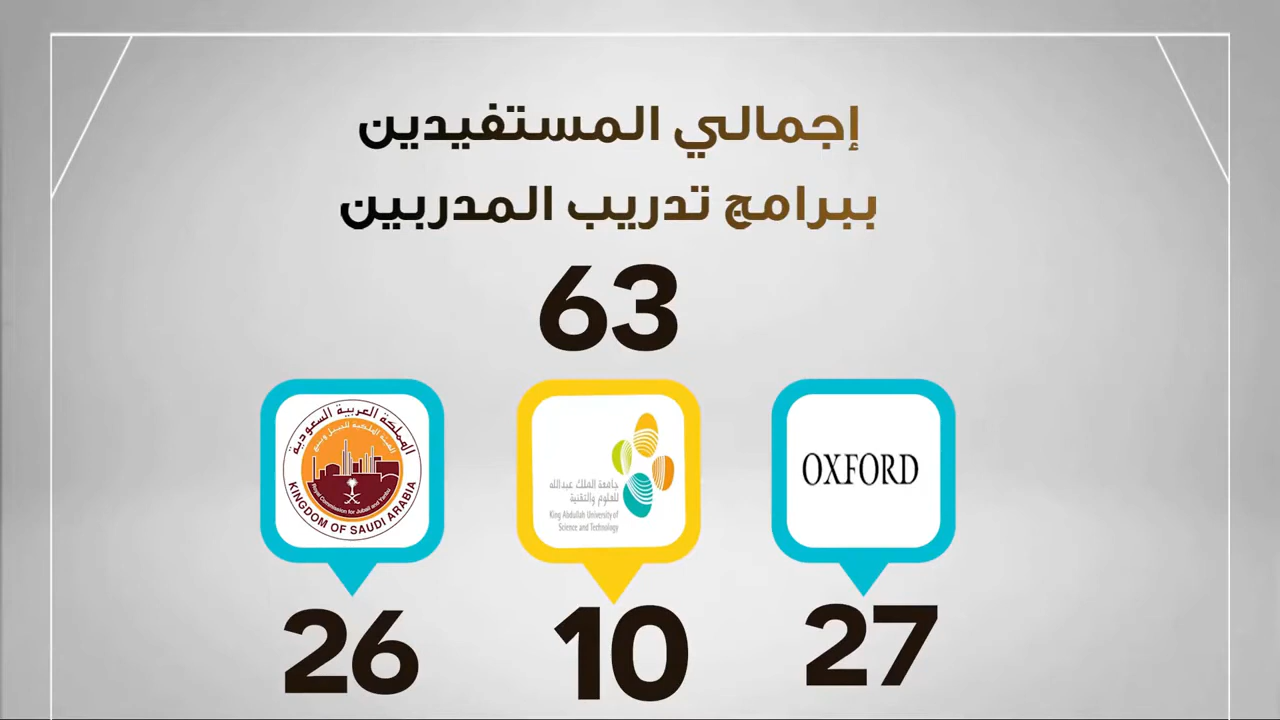 إجمالي المستفيدين
ببرامج تدريب المدربين
63
OXFORD
27
جامعة الملك عبدالله
للعلوم والتقنية
King Abdullah University of
Science and Technology
10
المملكة العربية السعودية
الهيئة الملكية للجبيل وينبع
Royal Commission for Jubail and Yanbu
KINGDOM OF SAUDI ARABIA
26